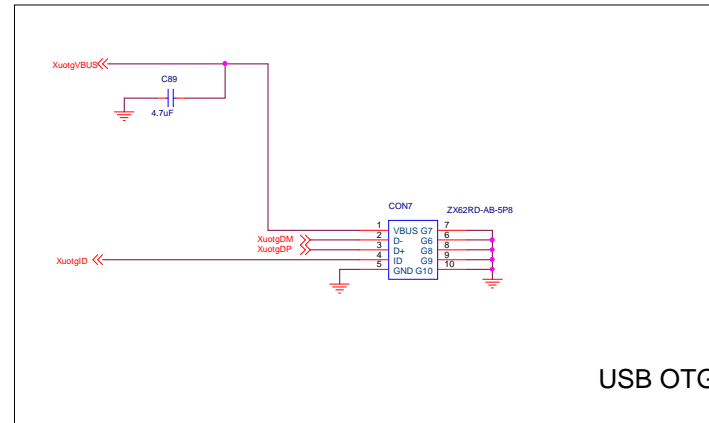 XuotgVBUS
C89
4.7uF
CON7
ZX62RD-AB-5P8
1 VBUS G7 7
XuotgDM 2 D- G6 6
XuotgDP 3 D+ G8 8
XuotgID 4 ID G9 9
5 GND G10 10
USB OTG